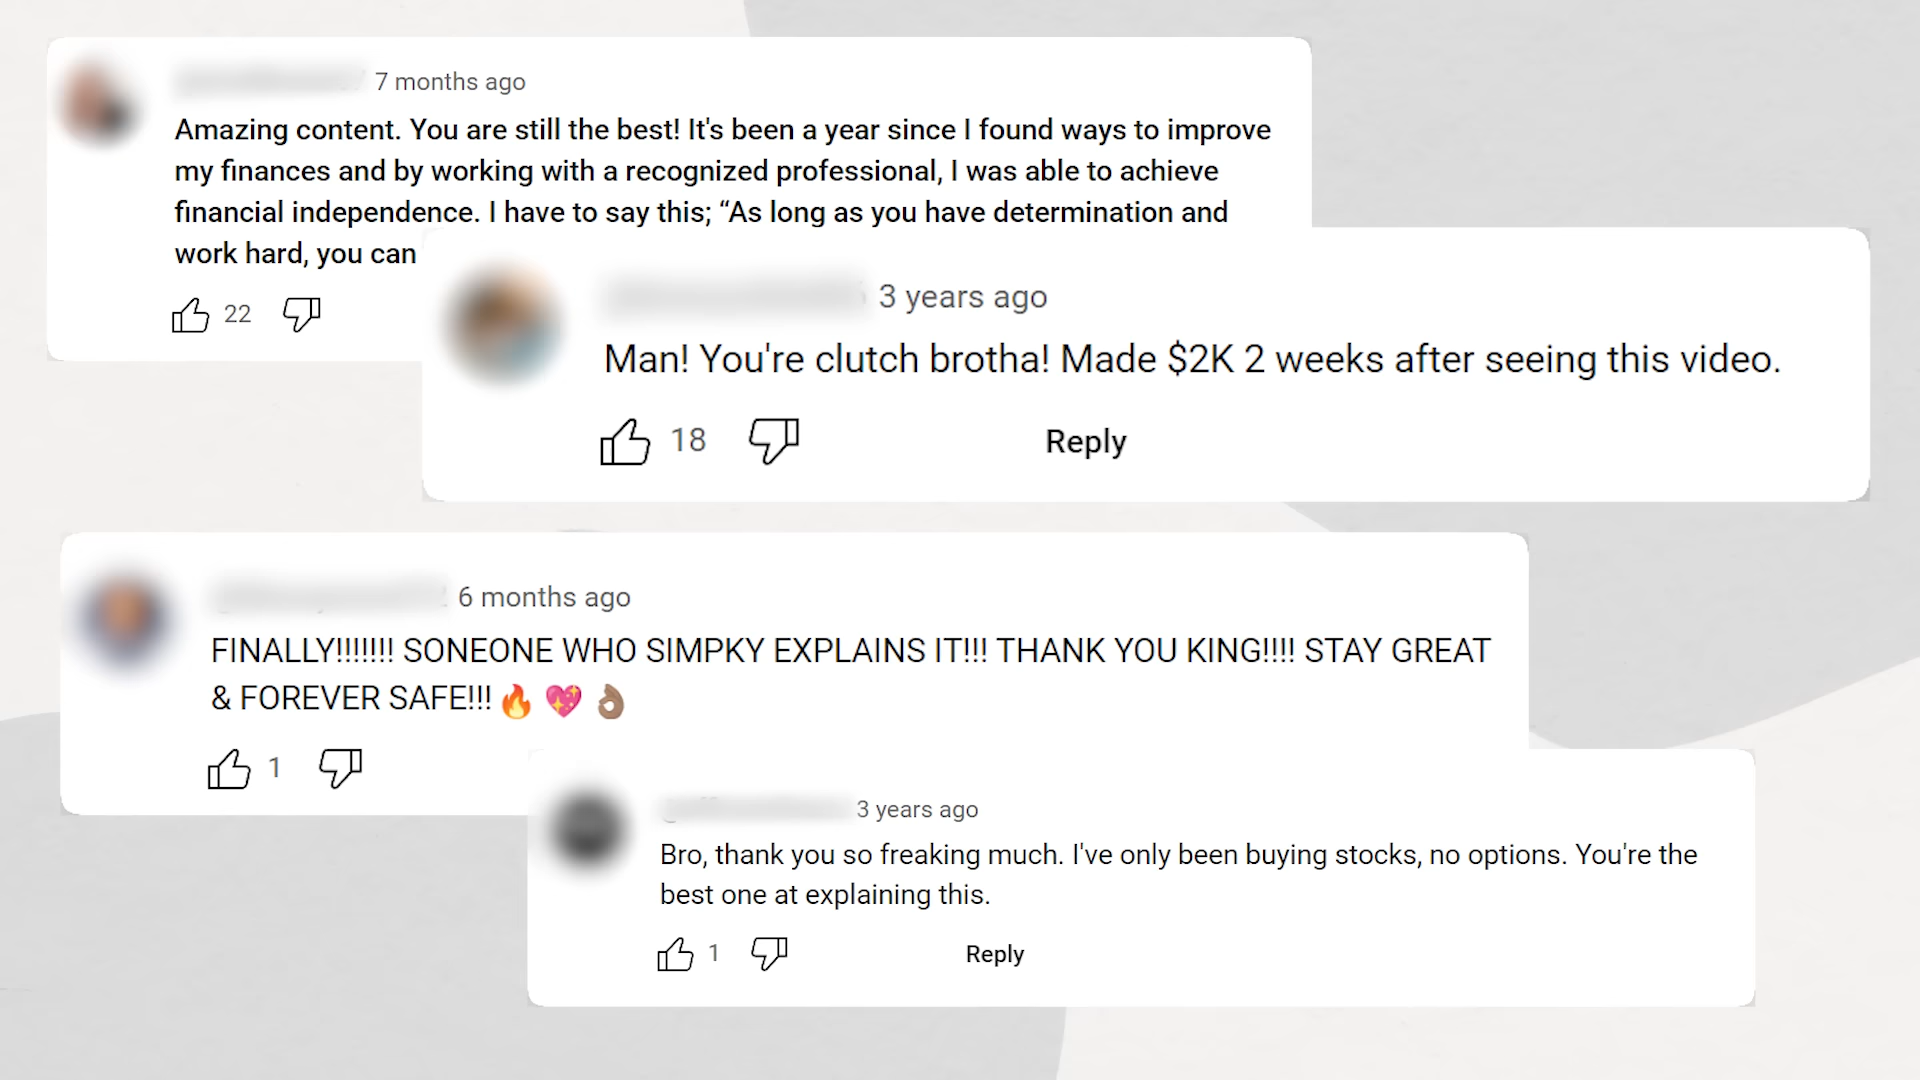 7 months ago
Amazing content. You are still the best! It's been a year since I found ways to improve
my finances and by working with a recognized professional, I was able to achieve
financial independence. I have to say this; “As long as you have determination and
work hard, you can
22
3 years ago
Man! You're clutch brotha! Made $2K 2 weeks after seeing this video.
18 Reply
6 months ago
FINALLY!!!!!!! SONEONE WHO SIMPKY EXPLAINS IT!!! THANK YOU KING!!!! STAY GREAT
& FOREVER SAFE!!! 🔥 💖 👌🏽
1
3 years ago
Bro, thank you so freaking much. I've only been buying stocks, no options. You're the
best one at explaining this.
1 Reply